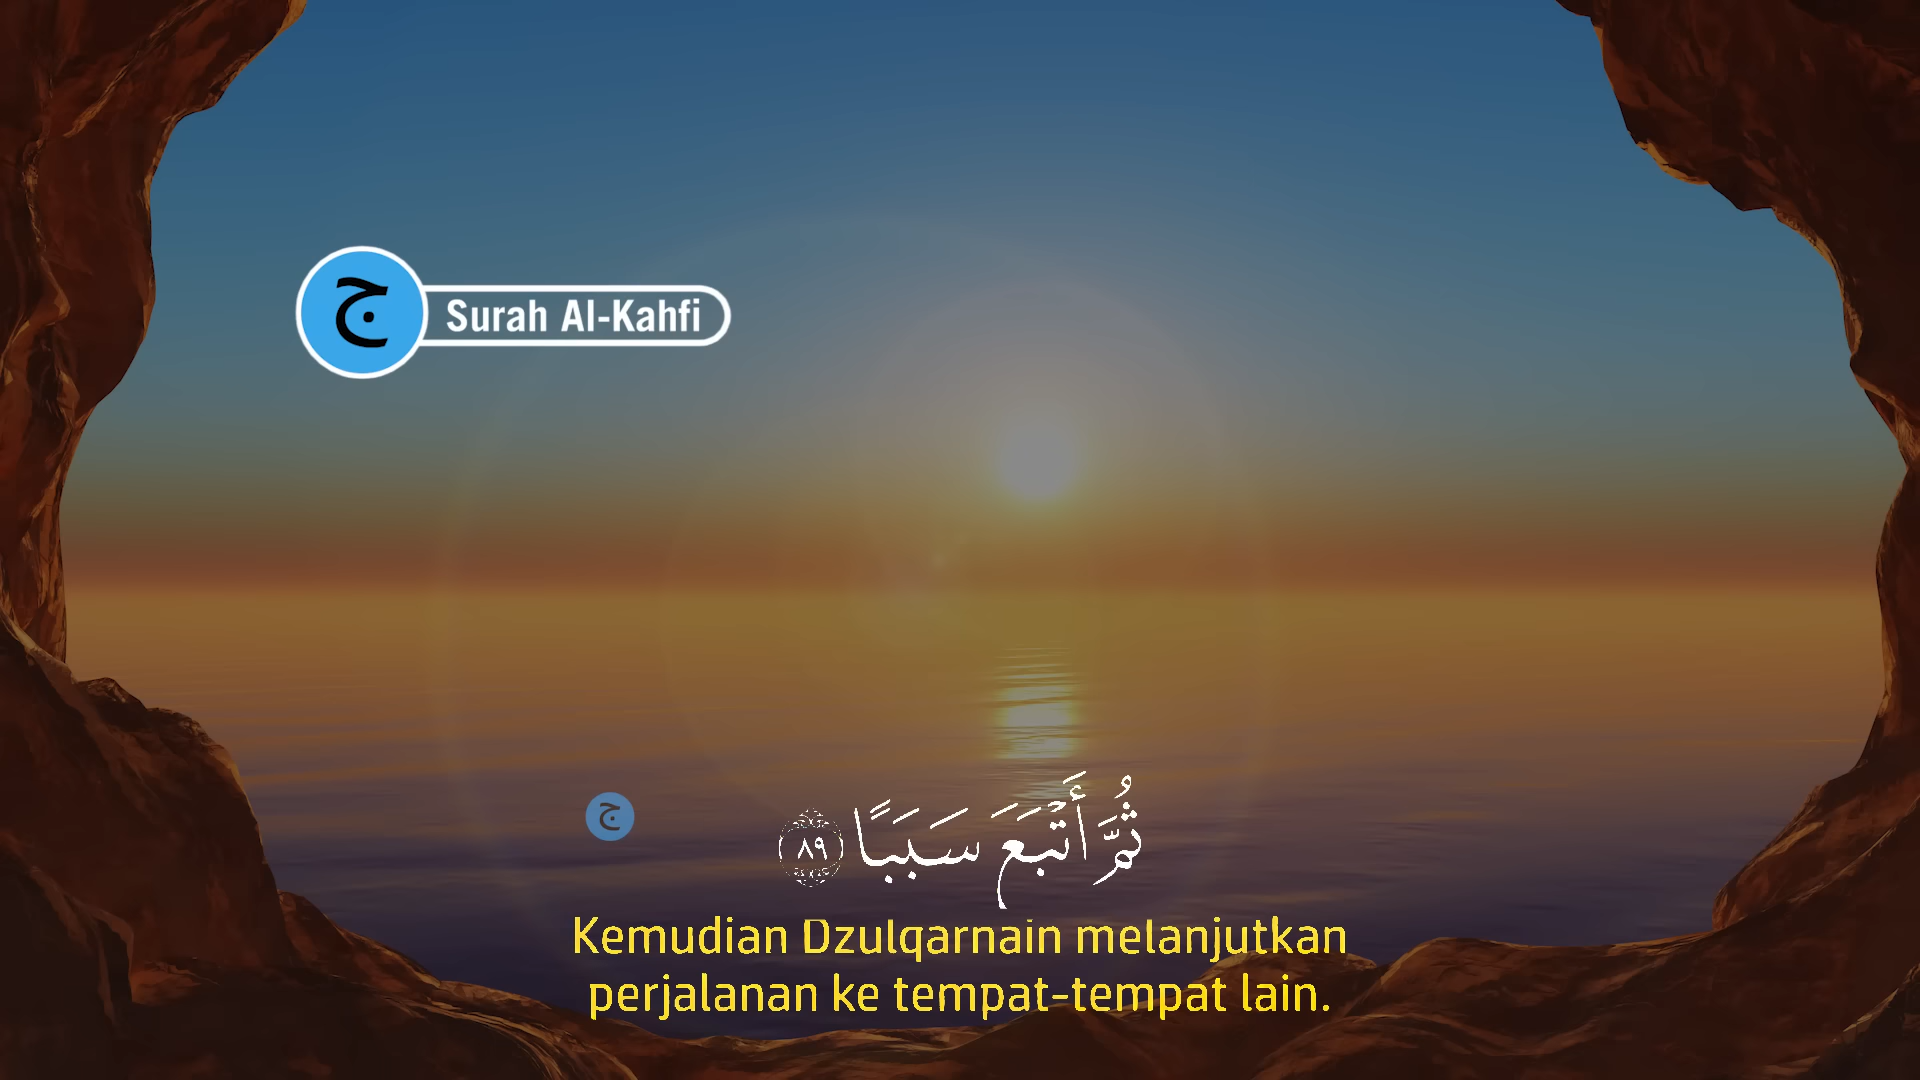 ج
Surah Al-Kahfi
ج
ثُمَّ أَتْبَعَ سَبَبًا ٨٩
Kemudian Dzulqarnain melanjutkan
perjalanan ke tempat-tempat lain.